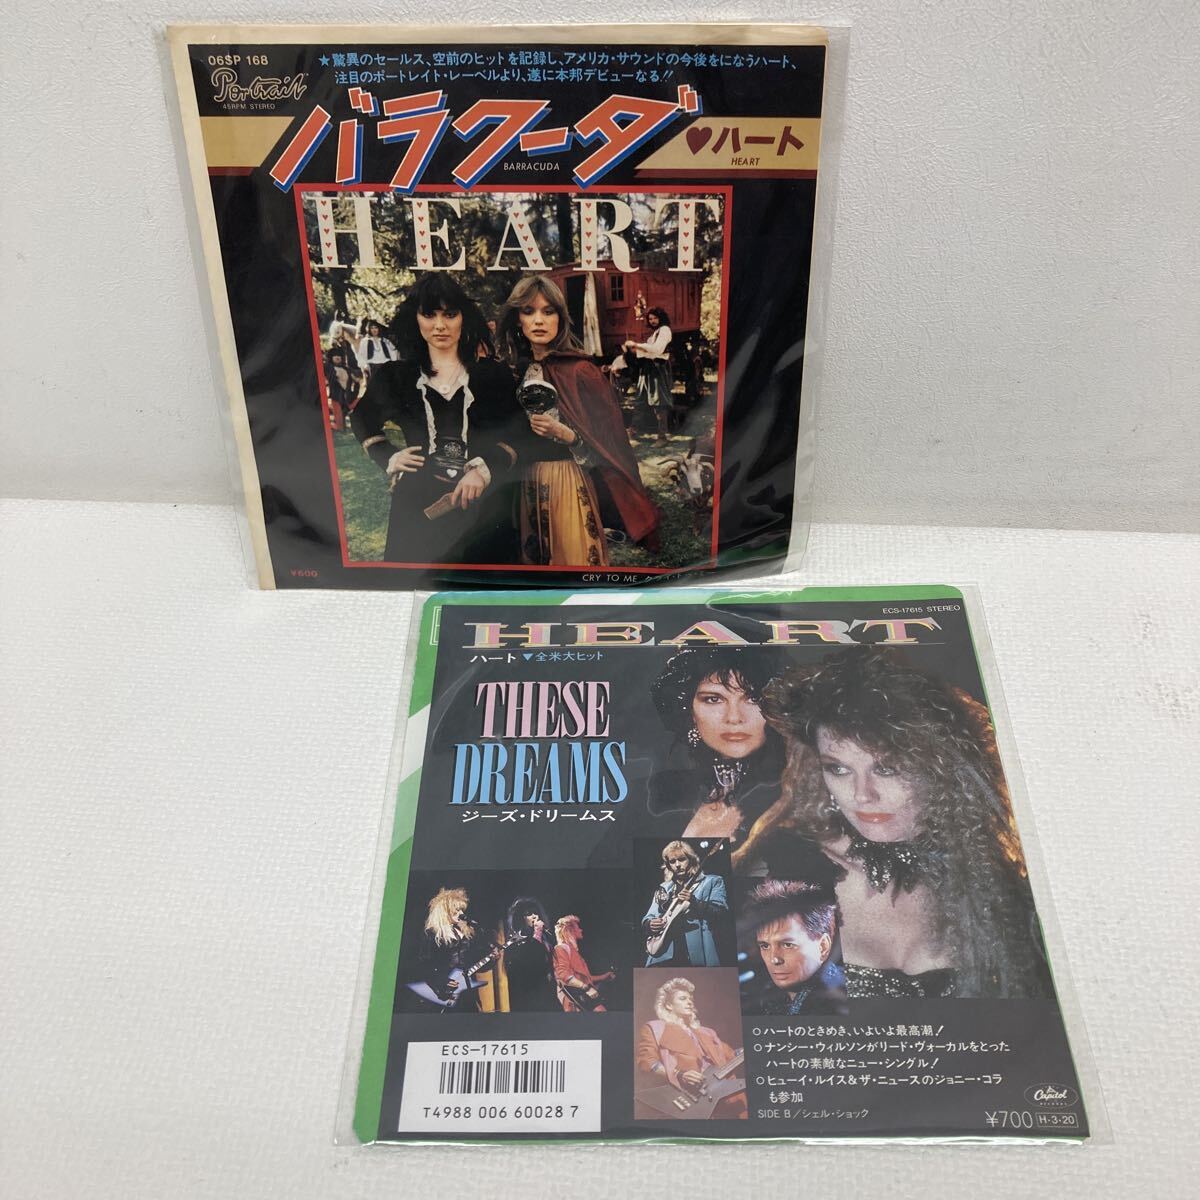 06SP 168
Portrait
45RPM STEREO
★驚異のセールス、空前のヒットを記録し、アメリカ・サウンドの今後をになうハート、
注目のポートレイト・レーベルより、遂に本邦デビューなる!!
バラクーダ
BARRACUDA
♥ハート
HEART
HEART
¥600
CRY TO ME クライ・トゥ・ミー
ECS-17615 STEREO
HEART
ハート ▼全米大ヒット
THESE
DREAMS
ジーズ・ドリームス
○ハートのときめき、いよいよ最高潮!
○ナンシー・ウィルソンがリード・ヴォーカルをとった
ハートの素敵なニュー・シングル!
○ヒューイ・ルイス&ザ・ニュースのジョニー・コラ
も参加
SIDE B/シェル・ショック
ECS-17615
T4988 006 60028 7
Capitol
RECORDS
¥700 H・3・20